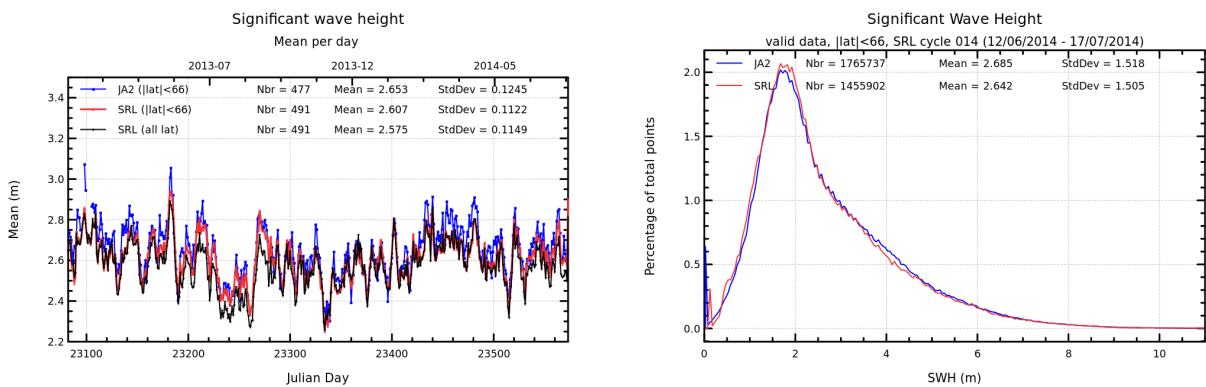 Significant wave height
Mean per day
2013-07 2013-12 2014-05
JA2 (|lat|<66) Nbr = 477 Mean = 2.653 StdDev = 0.1245
SRL (|lat|<66) Nbr = 491 Mean = 2.607 StdDev = 0.1122
SRL (all lat) Nbr = 491 Mean = 2.575 StdDev = 0.1149
3.4
3.2
3.0
2.8
2.6
2.4
2.2
Mean (m)
23100 23200 23300 23400 23500
Julian Day
Significant Wave Height
valid data, |lat|<66, SRL cycle 014 (12/06/2014 - 17/07/2014)
JA2 Nbr = 1765737 Mean = 2.685 StdDev = 1.518
SRL Nbr = 1455902 Mean = 2.642 StdDev = 1.505
2.0
1.5
1.0
0.5
0.0
Percentage of total points
0 2 4 6 8 10
SWH (m)